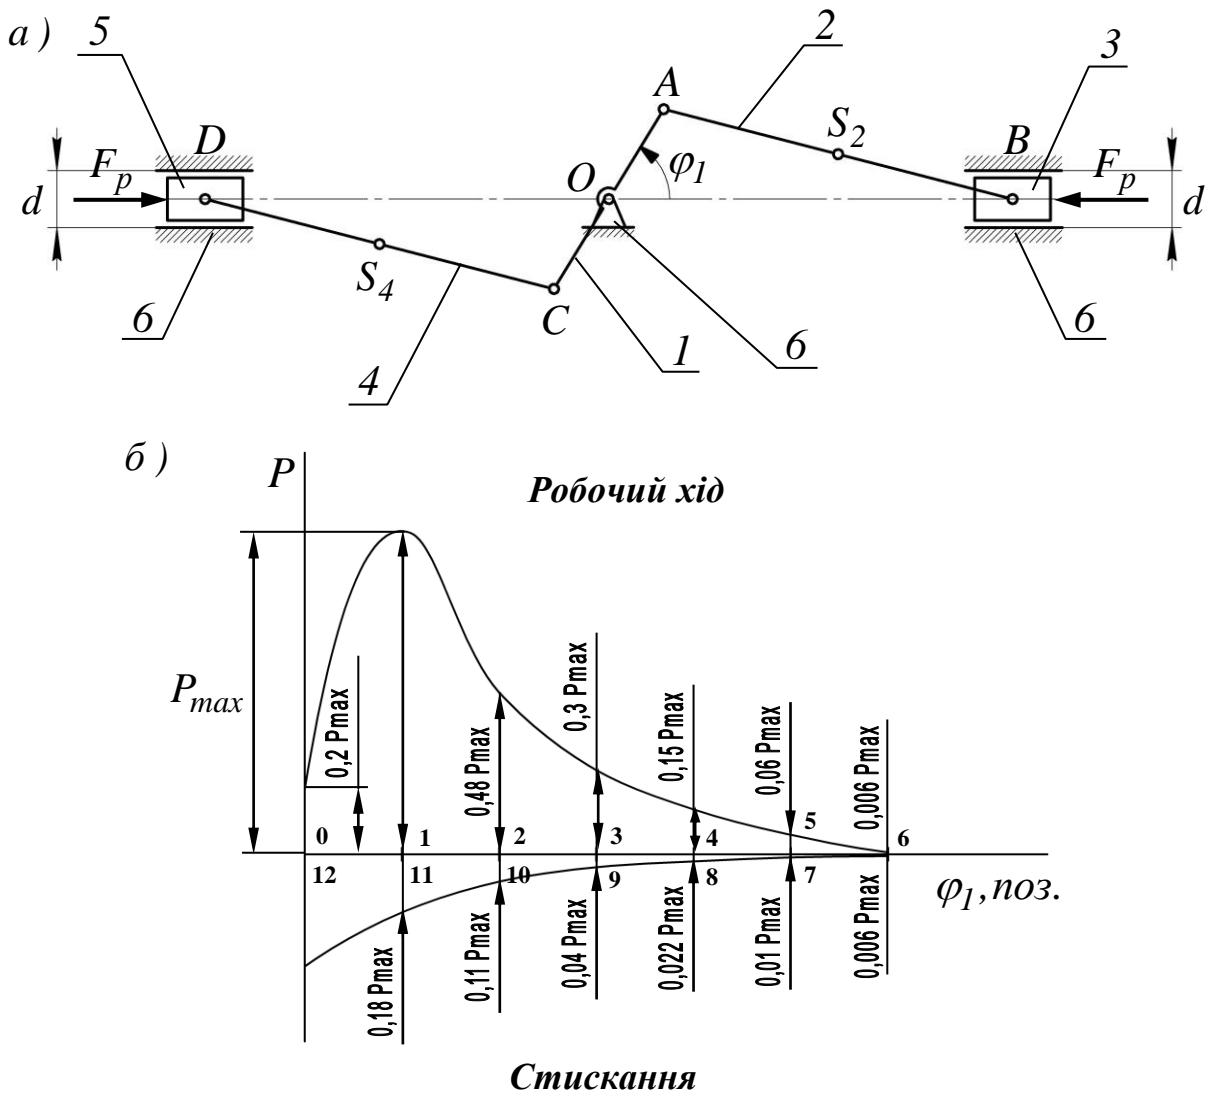 а )
5
2
3
A
D
S2
B
Fp
O
φ1
Fp
d
d
S4
C
6
4
1
6
6
б )
P
Робочий хід
Pmax
0,2 Pmax
0,48 Pmax
0,3 Pmax
0,15 Pmax
0,06 Pmax
0,006 Pmax
0
1
2
3
4
5
6
12
11
10
9
8
7
φ1, поз.
0,18 Pmax
0,11 Pmax
0,04 Pmax
0,022 Pmax
0,01 Pmax
0,006 Pmax
Стискання